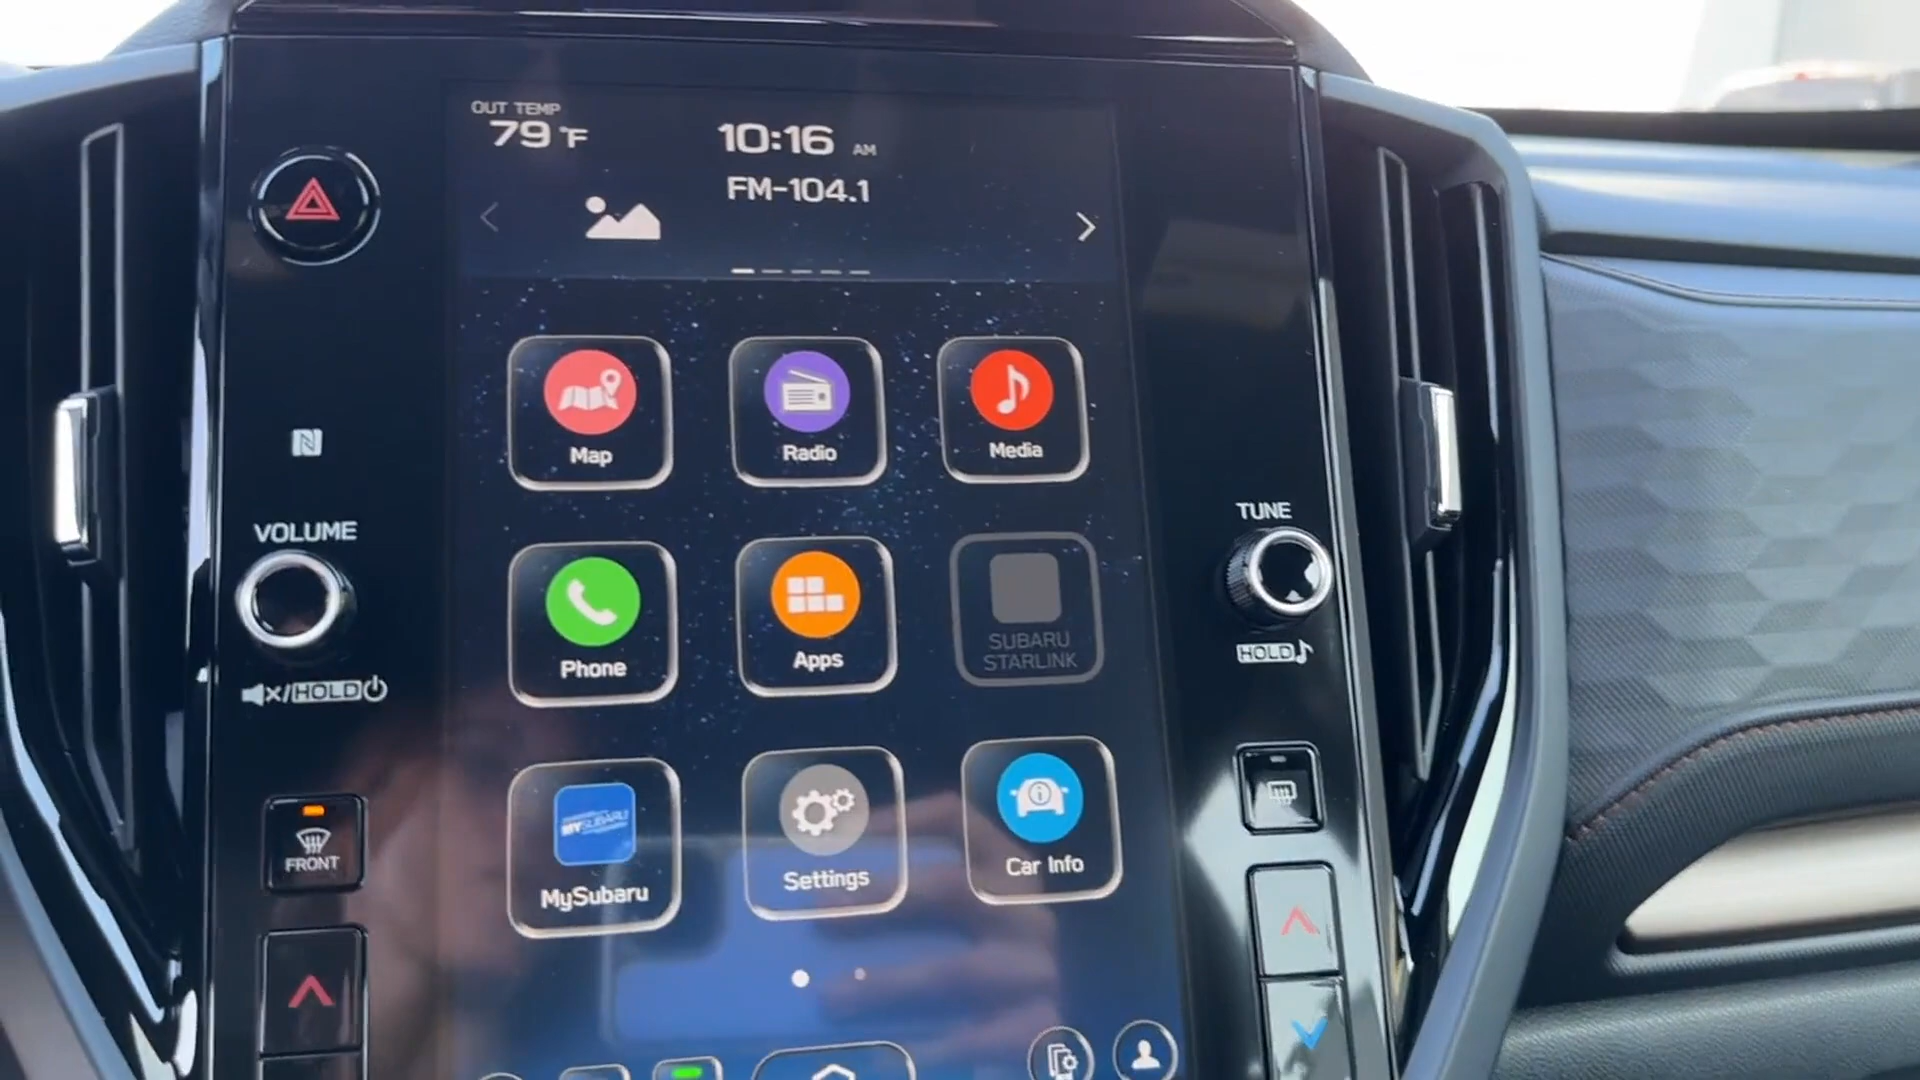 OUT TEMP
79 °F
10:16 AM
FM-104.1
Map
Radio
Media
VOLUME
TUNE
Phone
Apps
SUBARU
STARLINK
HOLD
/HOLD
FRONT
MySubaru
MYSUBARU
Settings
Car Info